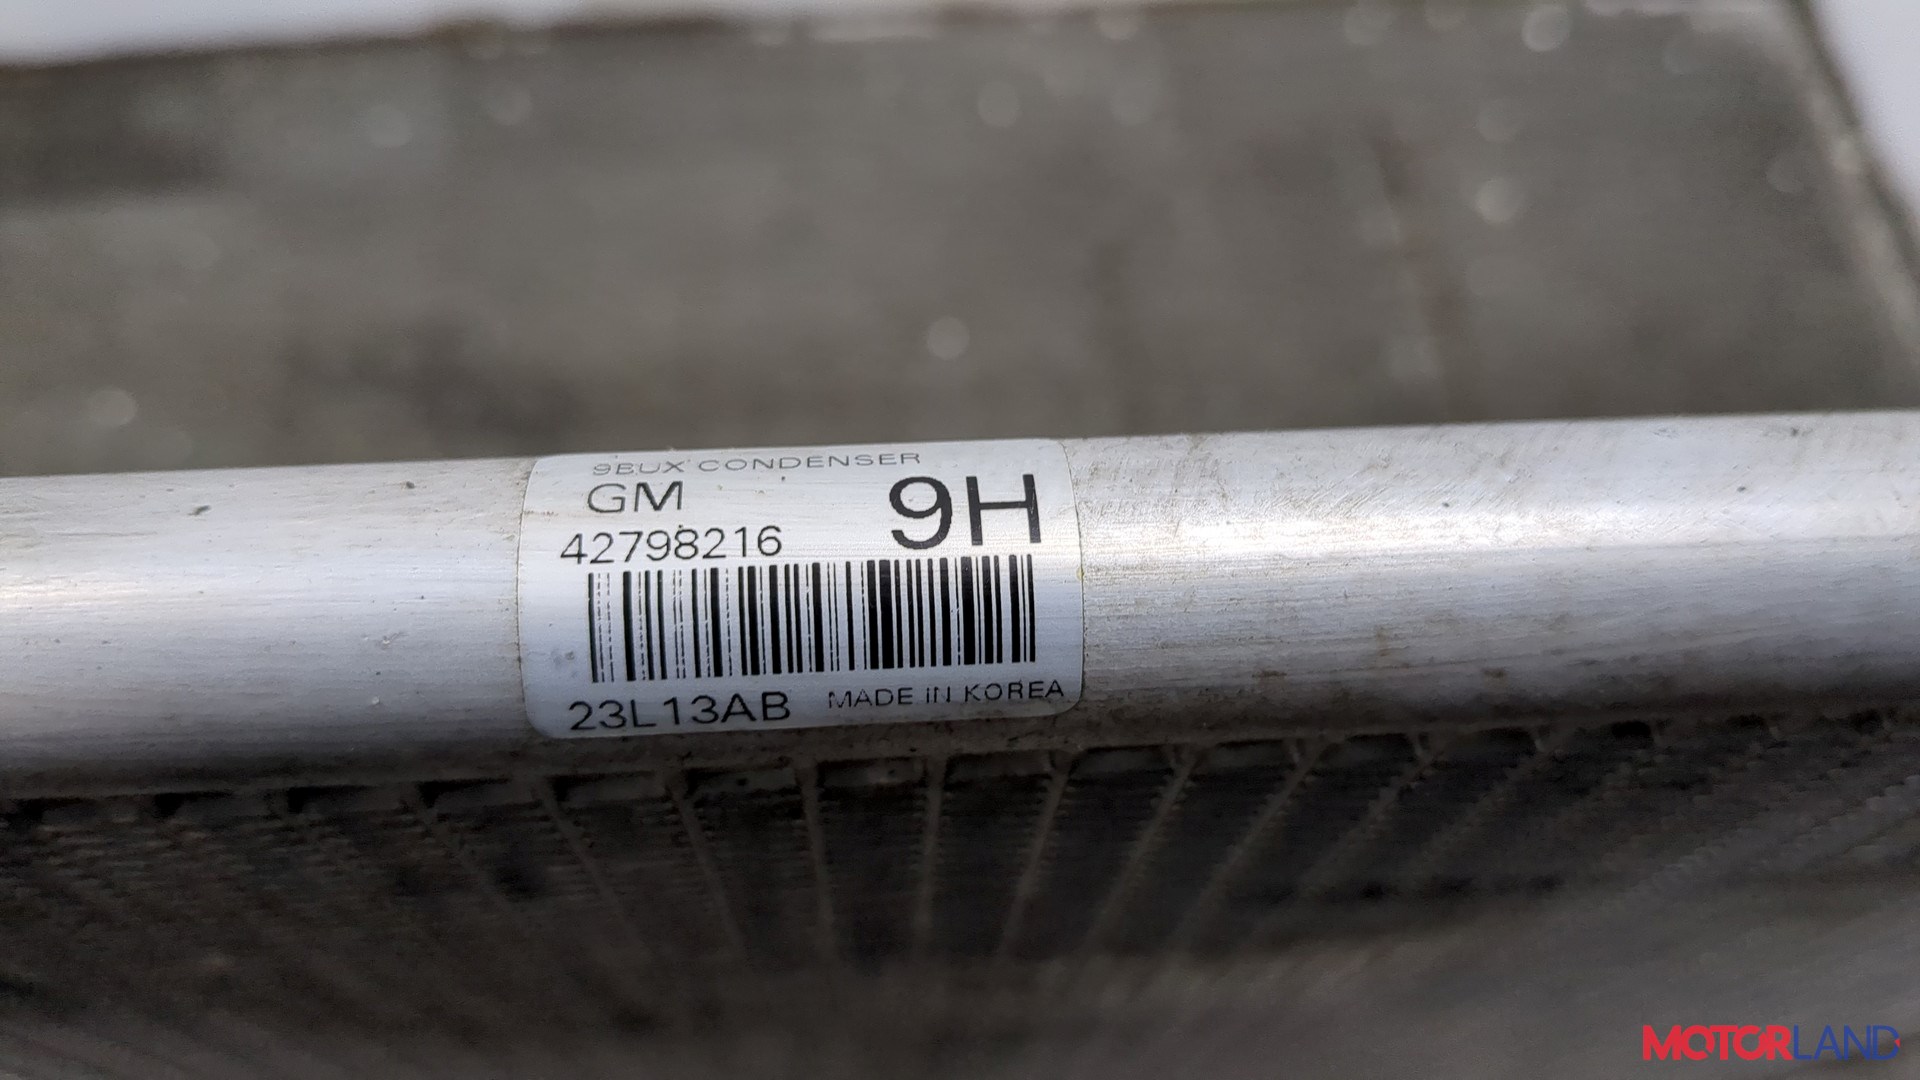 9BUX CONDENSER
GM
9H
42798216
23L13AB MADE IN KOREA
MOTORLAND